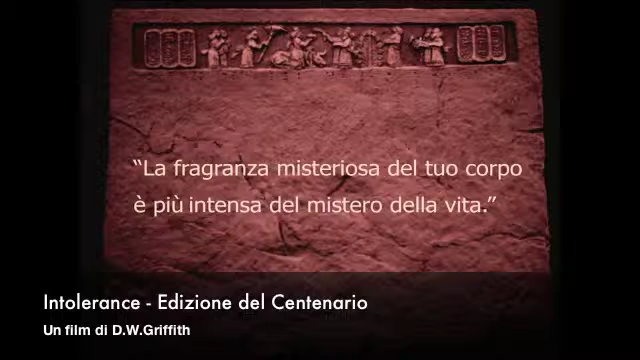 “La fragranza misteriosa del tuo corpo
è più intensa del mistero della vita.”
Intolerance - Edizione del Centenario
Un film di D.W.Griffith